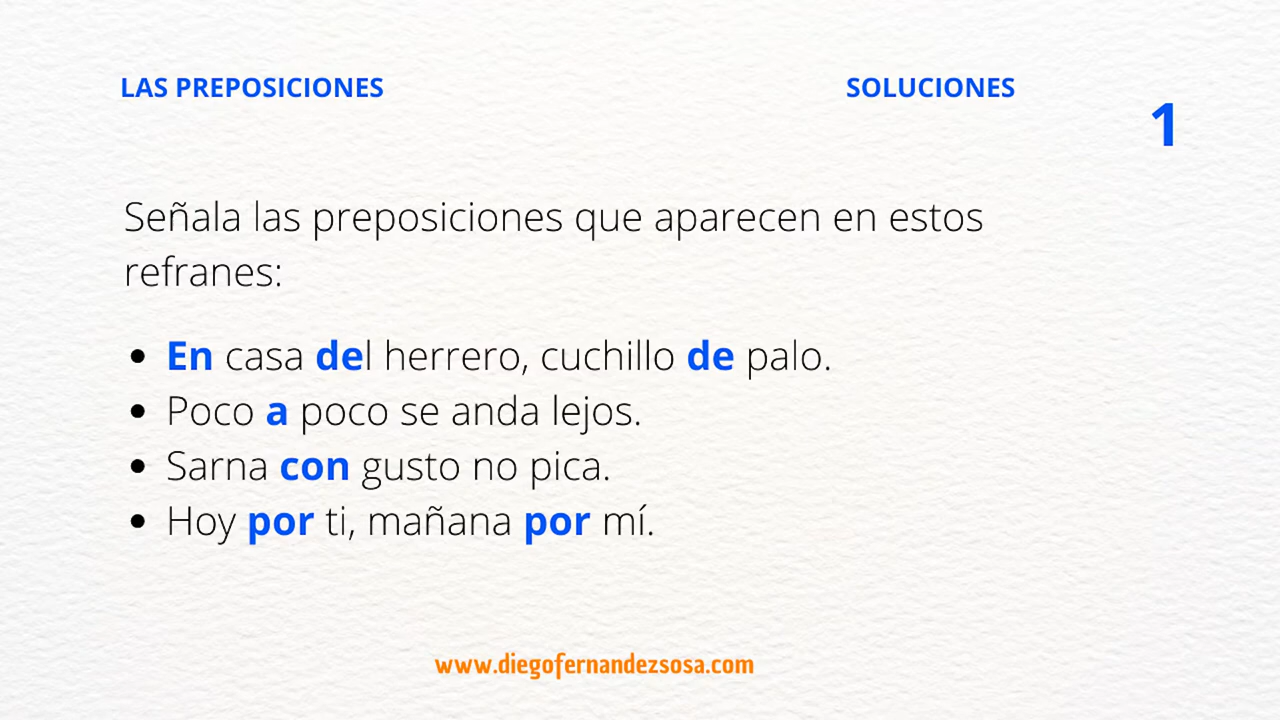 LAS PREPOSICIONES
SOLUCIONES
1
Señala las preposiciones que aparecen en estos
refranes:
• En casa del herrero, cuchillo de palo.
• Poco a poco se anda lejos.
• Sarna con gusto no pica.
• Hoy por ti, mañana por mí.
www.diegofernandezsosa.com